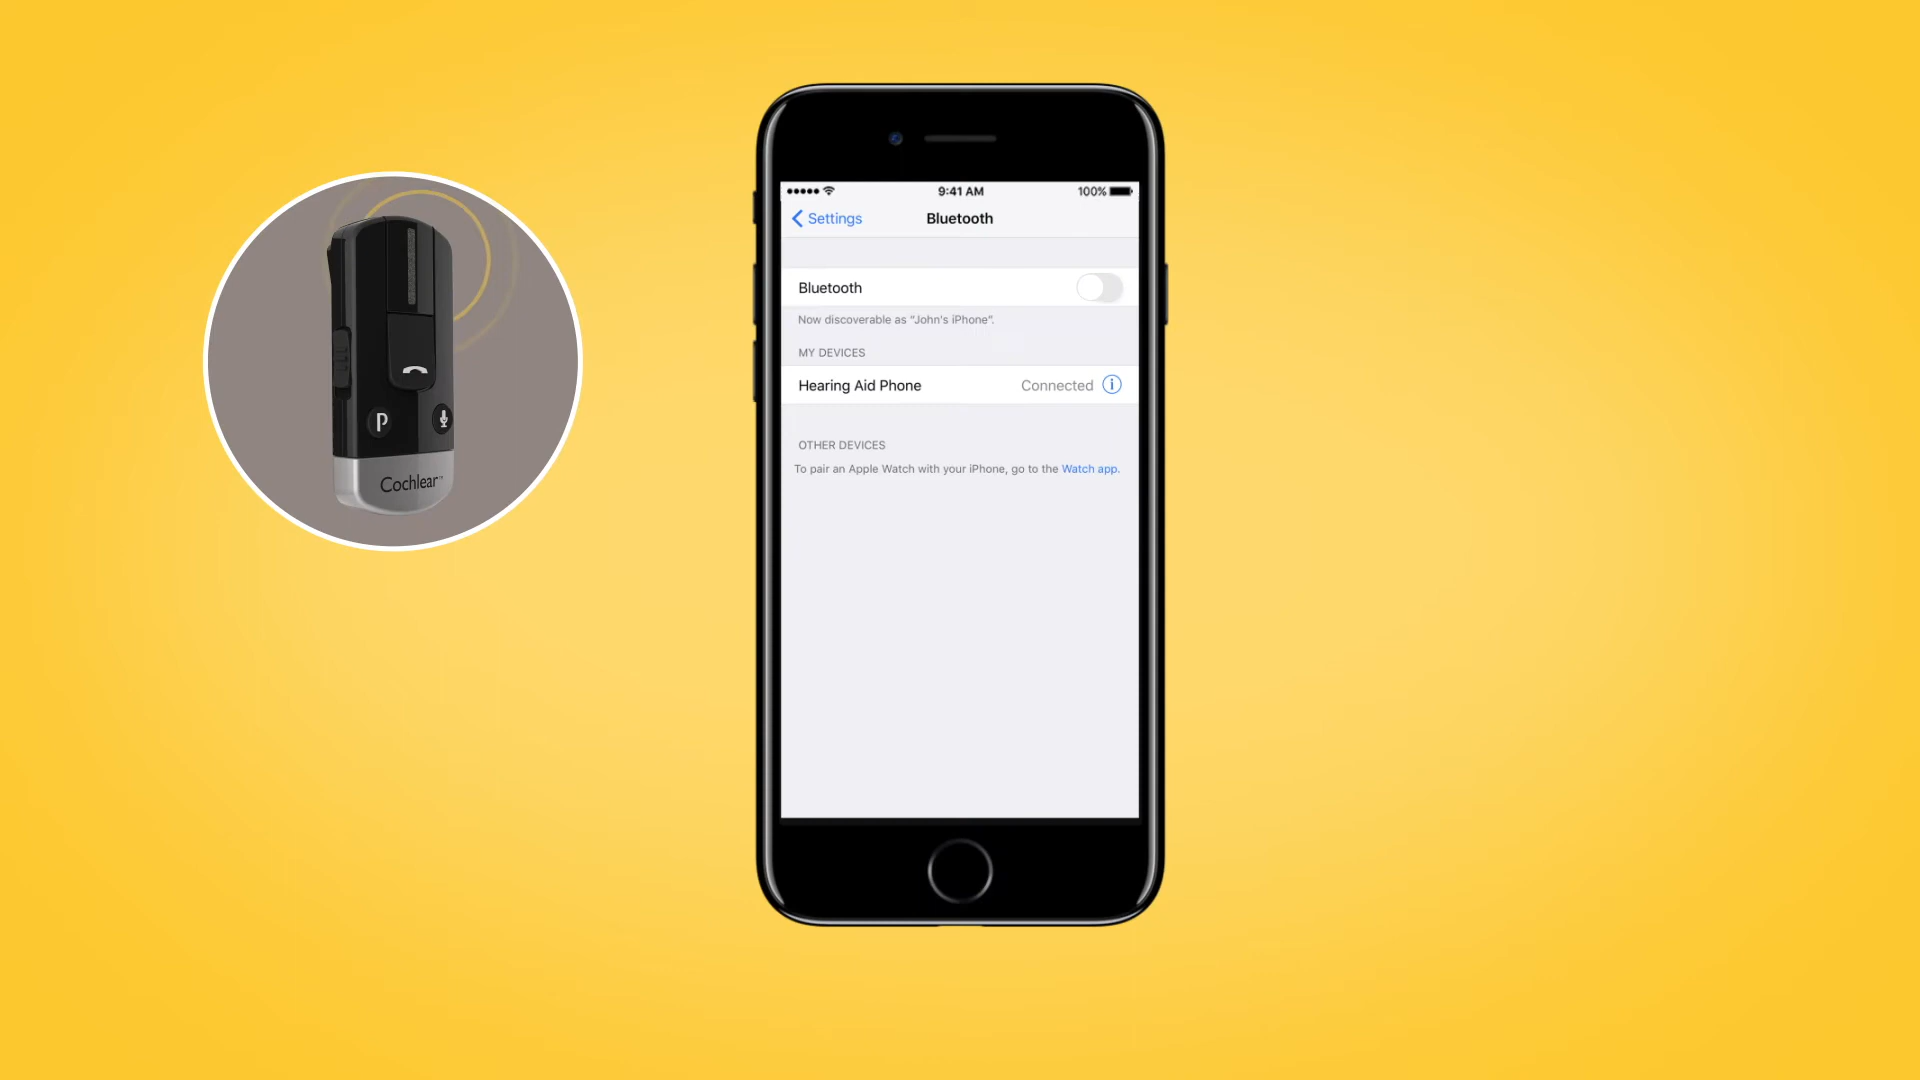 9:41 AM
100%
Settings
Bluetooth
Bluetooth
Now discoverable as "John's iPhone".
MY DEVICES
Hearing Aid Phone
Connected
OTHER DEVICES
To pair an Apple Watch with your iPhone, go to the Watch app.
P
Cochlear™